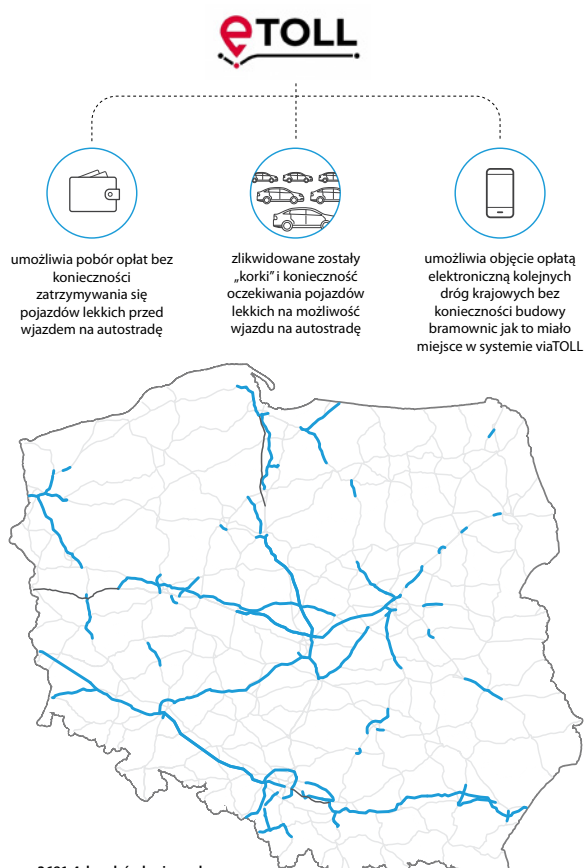 eTOLL
umożliwia pobór opłat bez
konieczności
zatrzymywania się
pojazdów lekkich przed
wjazdem na autostradę
zlikwidowane zostały
„korki” i konieczność
oczekiwania pojazdów
lekkich na możliwość
wjazdu na autostradę
umożliwia objęcie opłatą
elektroniczną kolejnych
dróg krajowych bez
konieczności budowy
bramownic jak to miało
miejsce w systemie viaTOLL